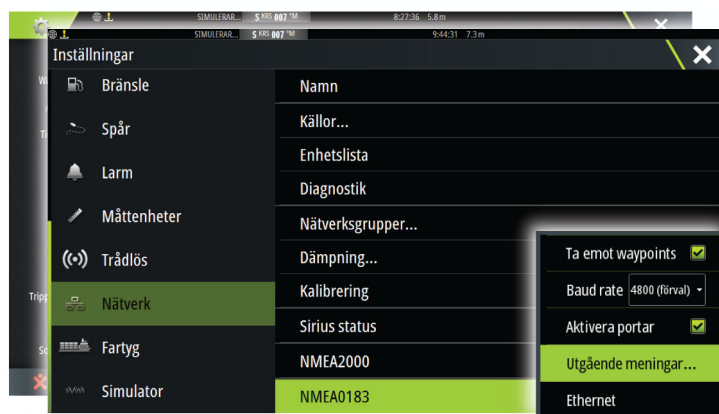 SIMULERAR... S KRS 007 °M 8:27:36 5.8 m
SIMULERAR... S KRS 007 °M 9:44:31 7.3 m
Inställningar
Bränsle
Spår
Larm
Måttenheter
Trådlös
Nätverk
Fartyg
Simulator
Namn
Källor...
Enhetslista
Diagnostik
Nätverksgrupper...
Dämpning...
Kalibrering
Sirius status
NMEA2000
NMEA0183
Ta emot waypoints
Baud rate 4800 (förval)
Aktivera portar
Utgående meningar...
Ethernet